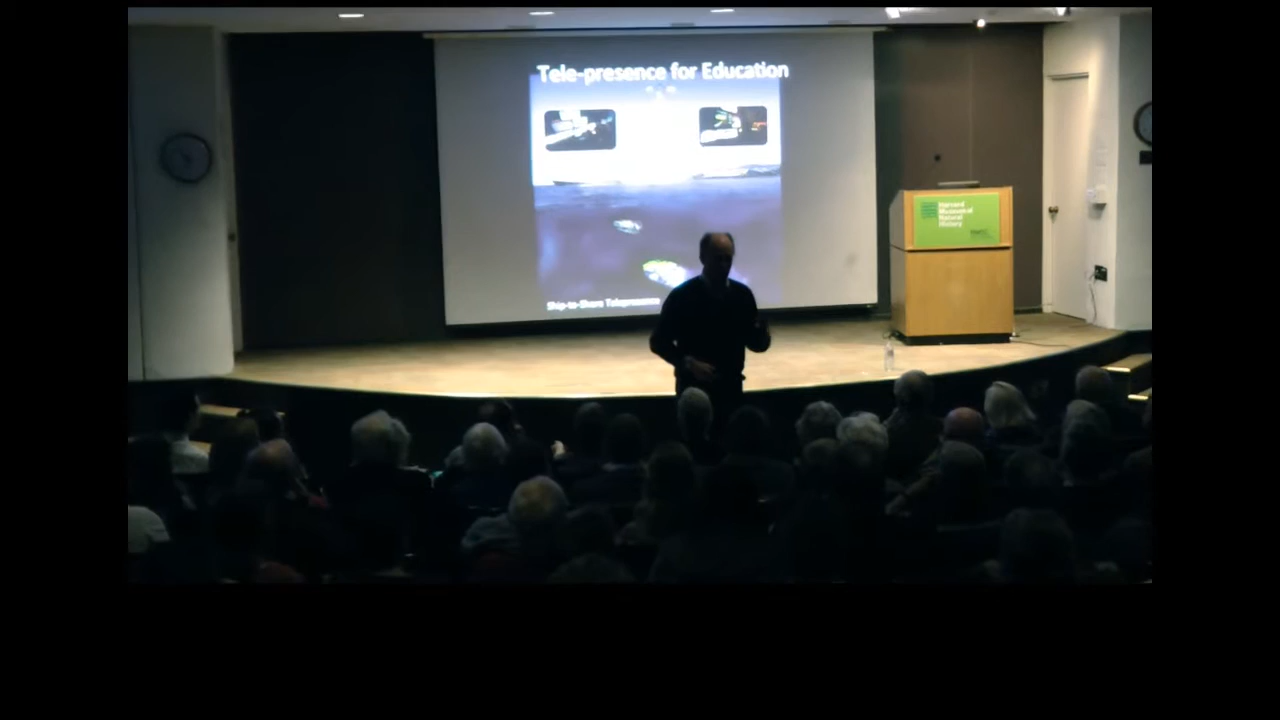 Tele-presence for Education
Ship-to-Shore Telepresence
Harvard
Museum of
Natural
History